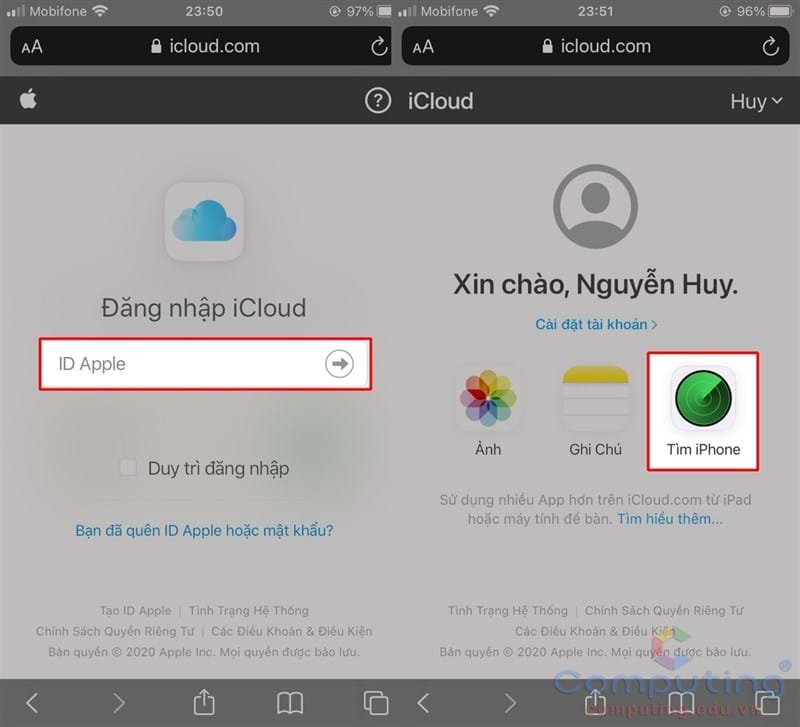 Mobifone 23:50 97%
AA icloud.com
?
Đăng nhập iCloud
ID Apple
Duy trì đăng nhập
Bạn đã quên ID Apple hoặc mật khẩu?
Tạo ID Apple | Tình Trạng Hệ Thống
Chính Sách Quyền Riêng Tư | Các Điều Khoản & Điều Kiện
Bản quyền © 2020 Apple Inc. Mọi quyền được bảo lưu.
Mobifone 23:51 96%
AA icloud.com
iCloud Huy
Xin chào, Nguyễn Huy.
Cài đặt tài khoản >
Ảnh Ghi Chú Tìm iPhone
Sử dụng nhiều App hơn trên iCloud.com từ iPad
hoặc máy tính để bàn. Tìm hiểu thêm...
Tình Trạng Hệ Thống | Chính Sách Quyền Riêng Tư
Các Điều Khoản & Điều Kiện
Bản quyền © 2020 Apple Inc. Mọi quyền được bảo lưu.
Computing®
computing.edu.vn